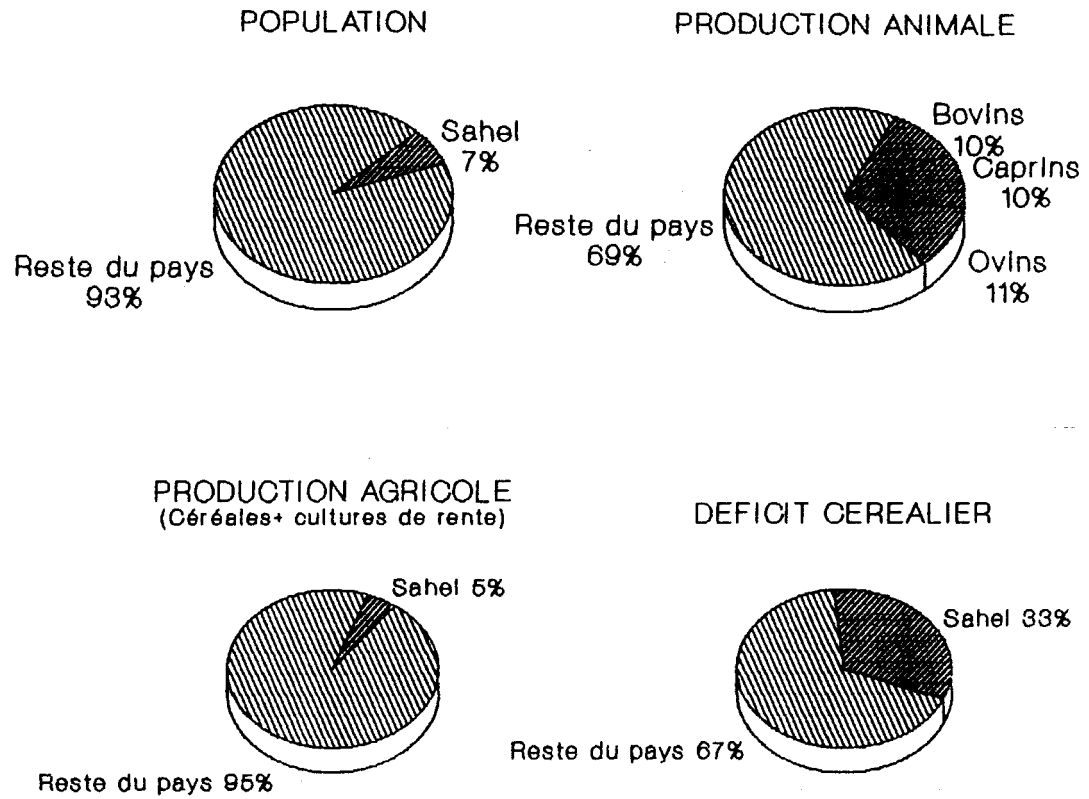 POPULATION
Sahel
7%
Reste du pays
93%
PRODUCTION ANIMALE
Bovins
10%
Caprins
10%
Reste du pays
69%
Ovins
11%
PRODUCTION AGRICOLE
(Céréales+ cultures de rente)
Sahel 5%
Reste du pays 95%
DEFICIT CEREALIER
Sahel 33%
Reste du pays 67%